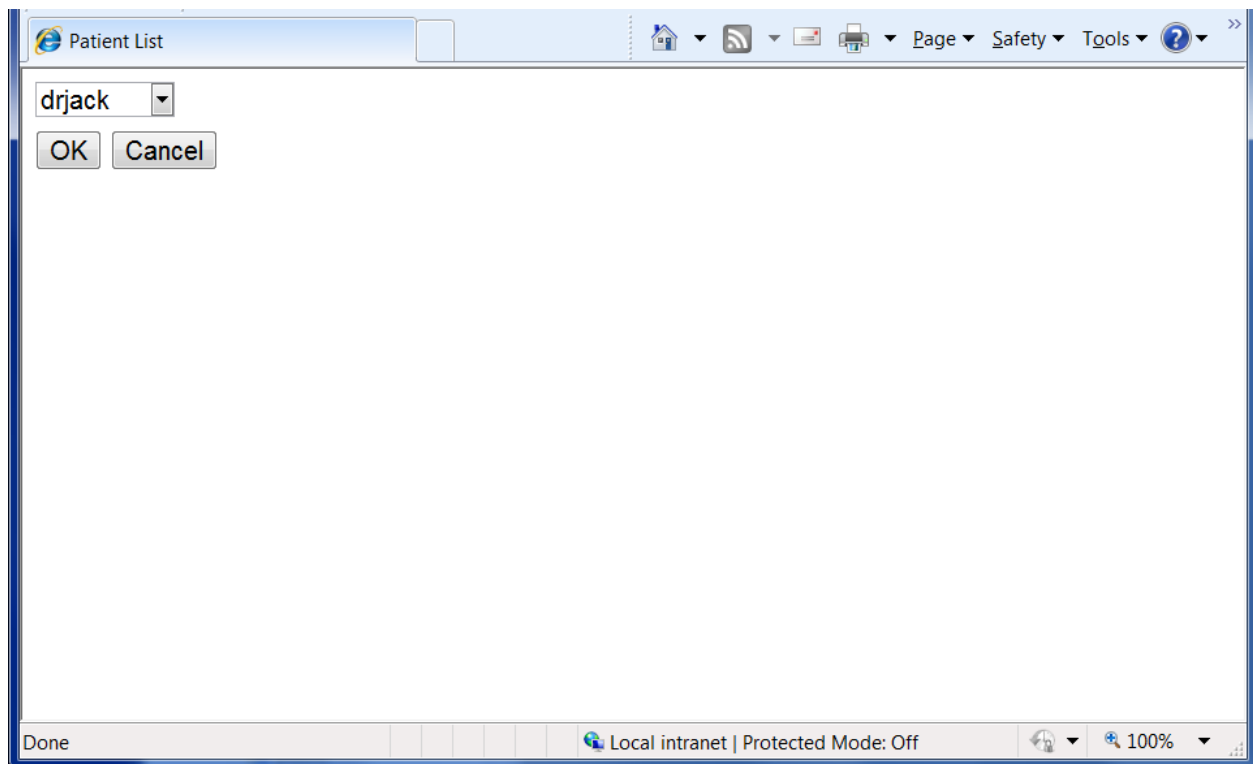 Patient List
Page Safety Tools
drjack
OK Cancel
Done Local intranet | Protected Mode: Off 100%